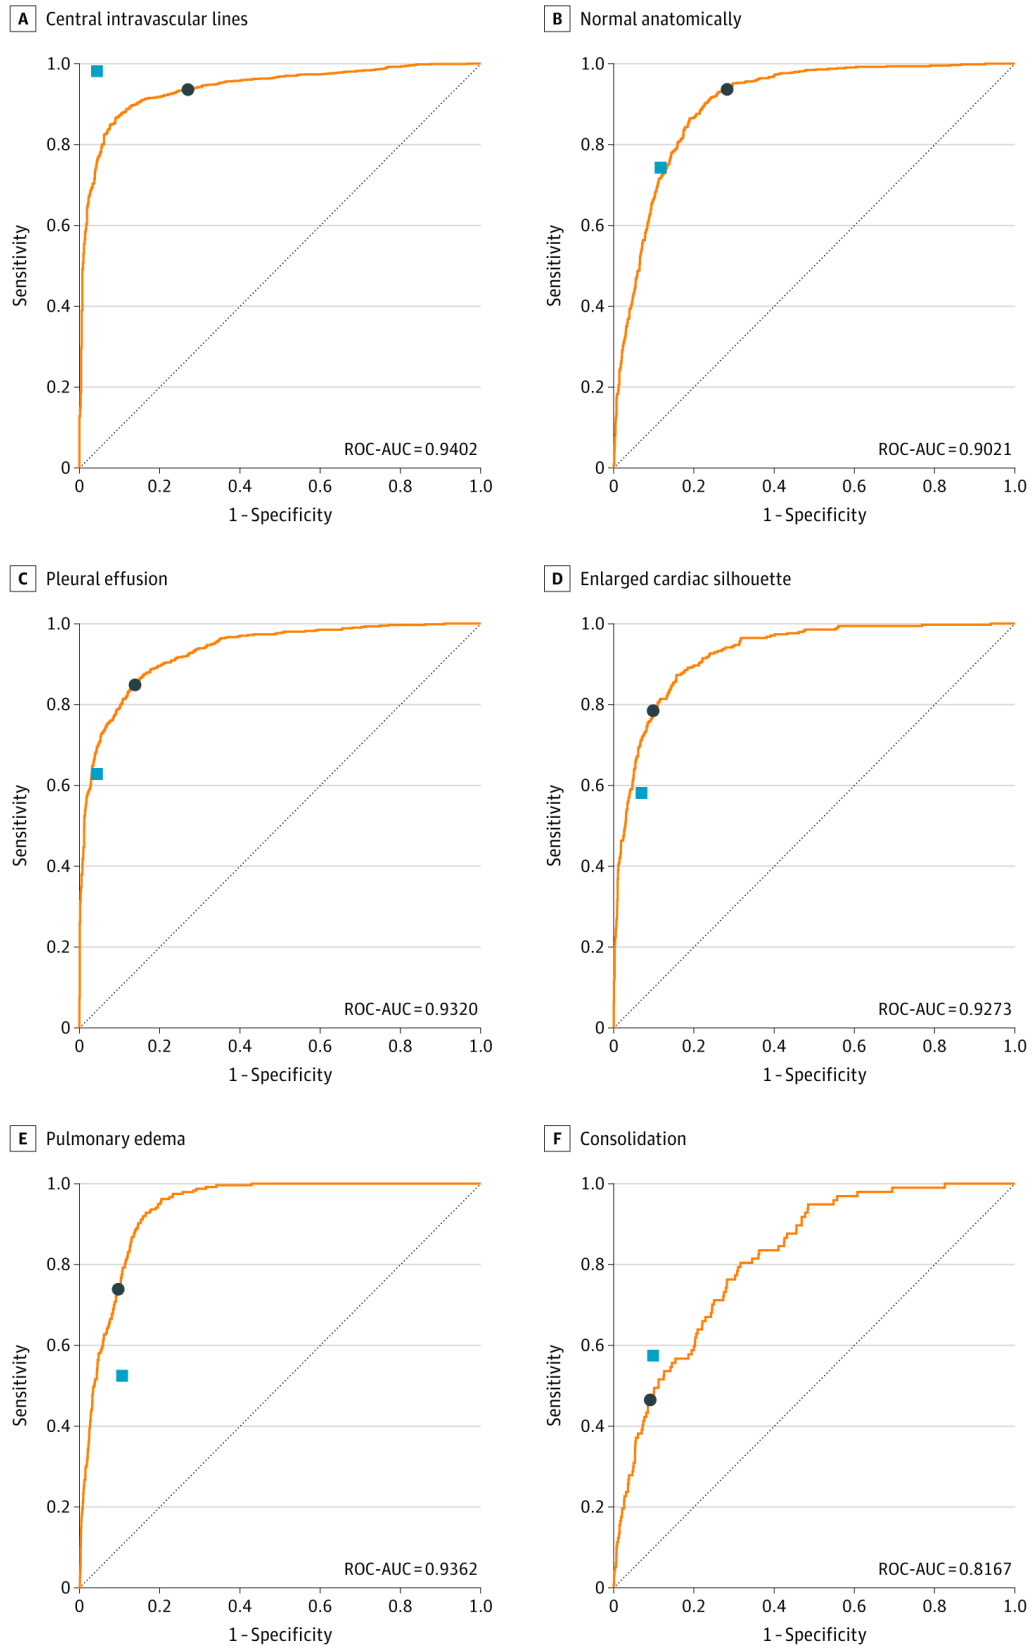 A Central intravascular lines
1.0
0.8
0.6
0.4
0.2
0
Sensitivity
ROC-AUC = 0.9402
0 0.2 0.4 0.6 0.8 1.0
1 – Specificity
B Normal anatomically
1.0
0.8
0.6
0.4
0.2
0
Sensitivity
ROC-AUC = 0.9021
0 0.2 0.4 0.6 0.8 1.0
1 – Specificity
C Pleural effusion
1.0
0.8
0.6
0.4
0.2
0
Sensitivity
ROC-AUC = 0.9320
0 0.2 0.4 0.6 0.8 1.0
1 – Specificity
D Enlarged cardiac silhouette
1.0
0.8
0.6
0.4
0.2
0
Sensitivity
ROC-AUC = 0.9273
0 0.2 0.4 0.6 0.8 1.0
1 – Specificity
E Pulmonary edema
1.0
0.8
0.6
0.4
0.2
0
Sensitivity
ROC-AUC = 0.9362
0 0.2 0.4 0.6 0.8 1.0
1 – Specificity
F Consolidation
1.0
0.8
0.6
0.4
0.2
0
Sensitivity
ROC-AUC = 0.8167
0 0.2 0.4 0.6 0.8 1.0
1 – Specificity